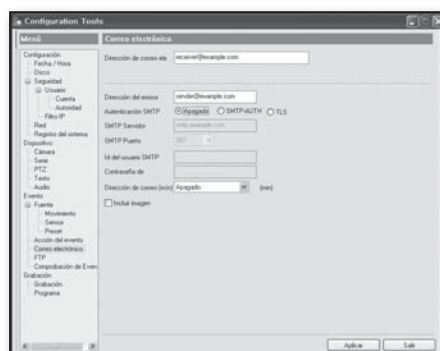 Configuration Tools
Menú
Configuración
Fecha / Hora
Disco
Seguridad
Usuario
Cuenta
Autoridad
Filtro IP
Red
Registro del sistema
Dispositivo
Cámara
Serie
PTZ
Texto
Audio
Evento
Fuente
Movimiento
Sensor
Preset
Acción del evento
Correo electrónico
FTP
Comprobación de Even
Grabación
Grabación
Programa
Correo electrónico
Dirección de correo ele receiver@example.com
Dirección del emisor sender@example.com
Autenticación SMTP Apagado SMTP-AUTH TLS
SMTP Servidor smtp.example.com
SMTP Puerto 587
Id del usuario SMTP
Contraseña de
Dirección de correo (min) Apagado (min)
Incluir imagen
Aplicar Salir